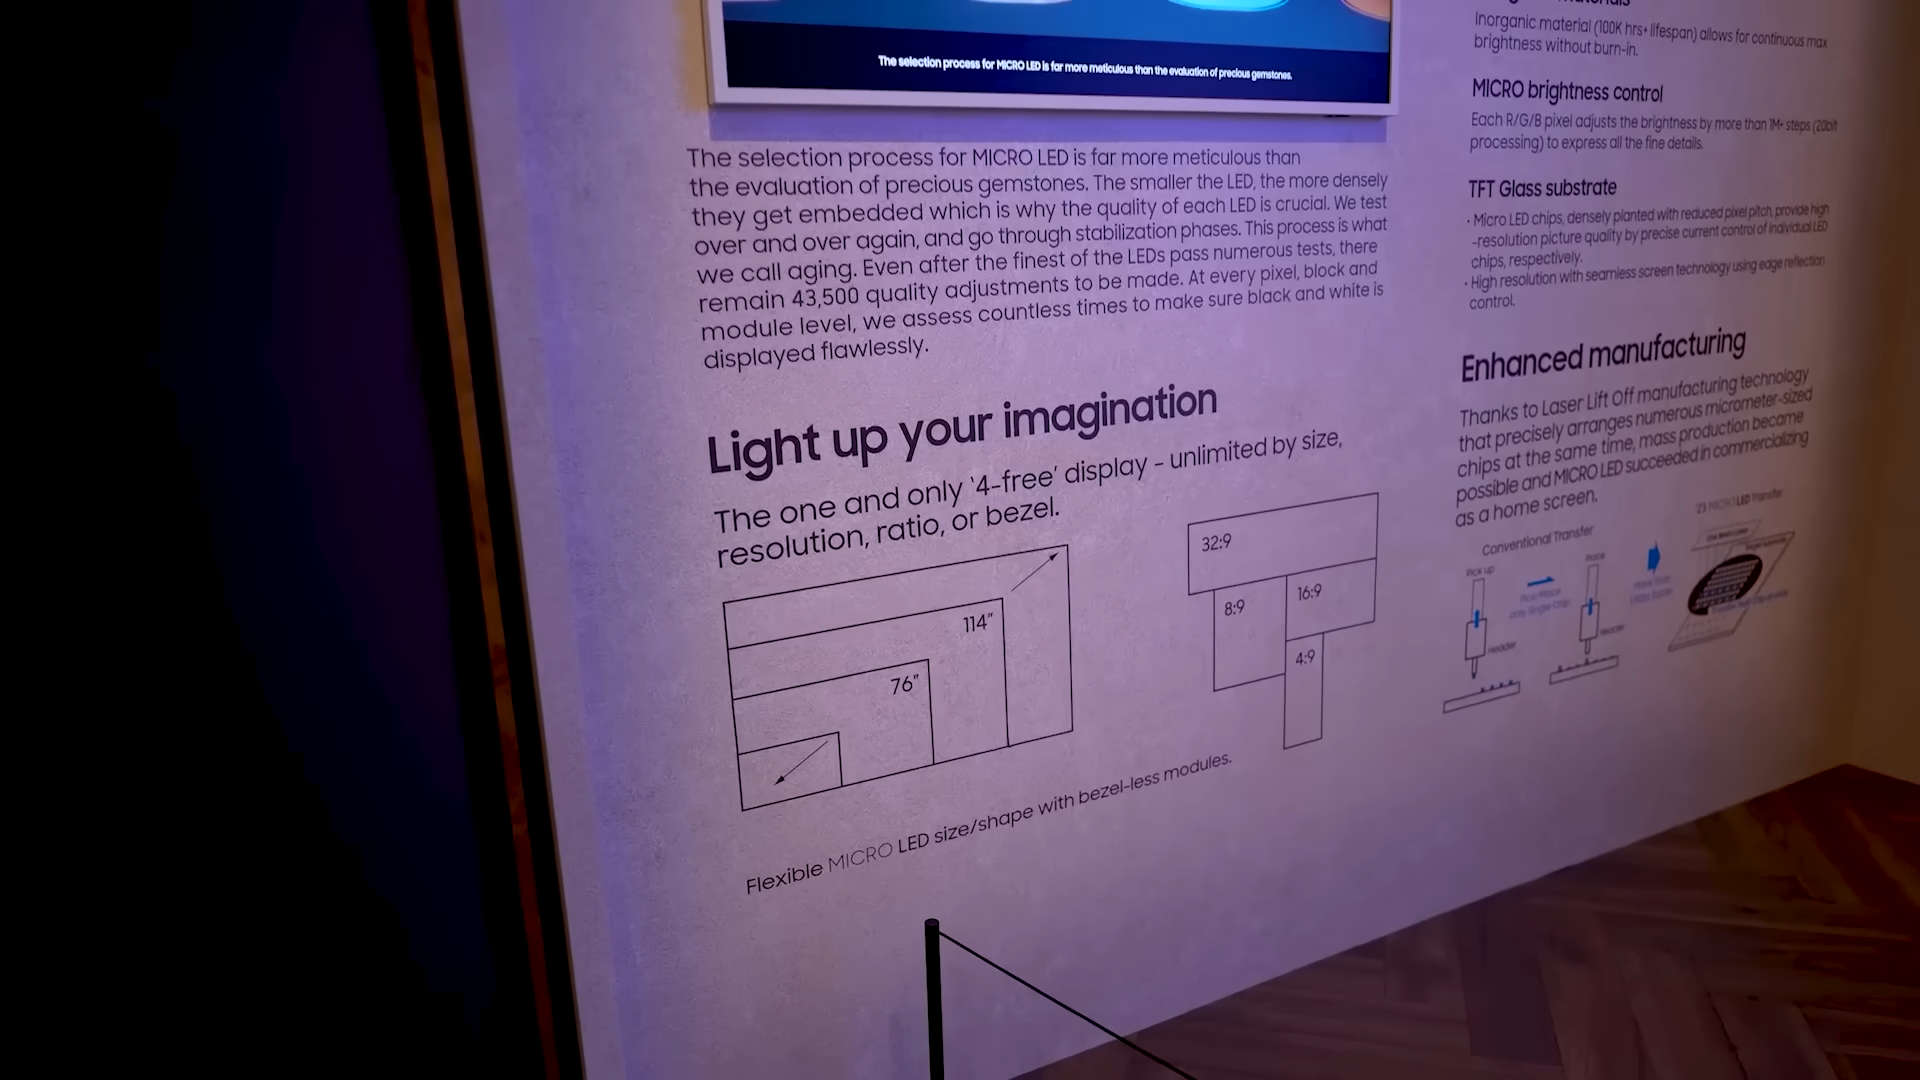 The selection process for MICRO LED is far more meticulous than the evaluation of precious gemstones.
The selection process for MICRO LED is far more meticulous than
the evaluation of precious gemstones. The smaller the LED, the more densely
they get embedded which is why the quality of each LED is crucial. We test
over and over again, and go through stabilization phases. This process is what
we call aging. Even after the finest of the LEDs pass numerous tests, there
remain 43,500 quality adjustments to be made. At every pixel, block and
module level, we assess countless times to make sure black and white is
displayed flawlessly.
Light up your imagination
The one and only '4-free' display - unlimited by size,
resolution, ratio, or bezel.
114"
76"
32:9
8:9
16:9
4:9
Flexible MICRO LED size/shape with bezel-less modules.
Inorganic material (100K hrs+ lifespan) allows for continuous max
brightness without burn-in.
MICRO brightness control
Each R/G/B pixel adjusts the brightness by more than 1M+ steps (20bit
processing) to express all the fine details.
TFT Glass substrate
· Micro LED chips, densely planted with reduced pixel pitch, provide high
-resolution picture quality by precise current control of individual LED
chips, respectively.
· High resolution with seamless screen technology using edge reflection
control.
Enhanced manufacturing
Thanks to Laser Lift Off manufacturing technology
that precisely arranges numerous micrometer-sized
chips at the same time, mass production became
possible and MICRO LED succeeded in commercializing
as a home screen.
Conventional Transfer
Pick up
Header
Place
Header
MICRO LED Transfer